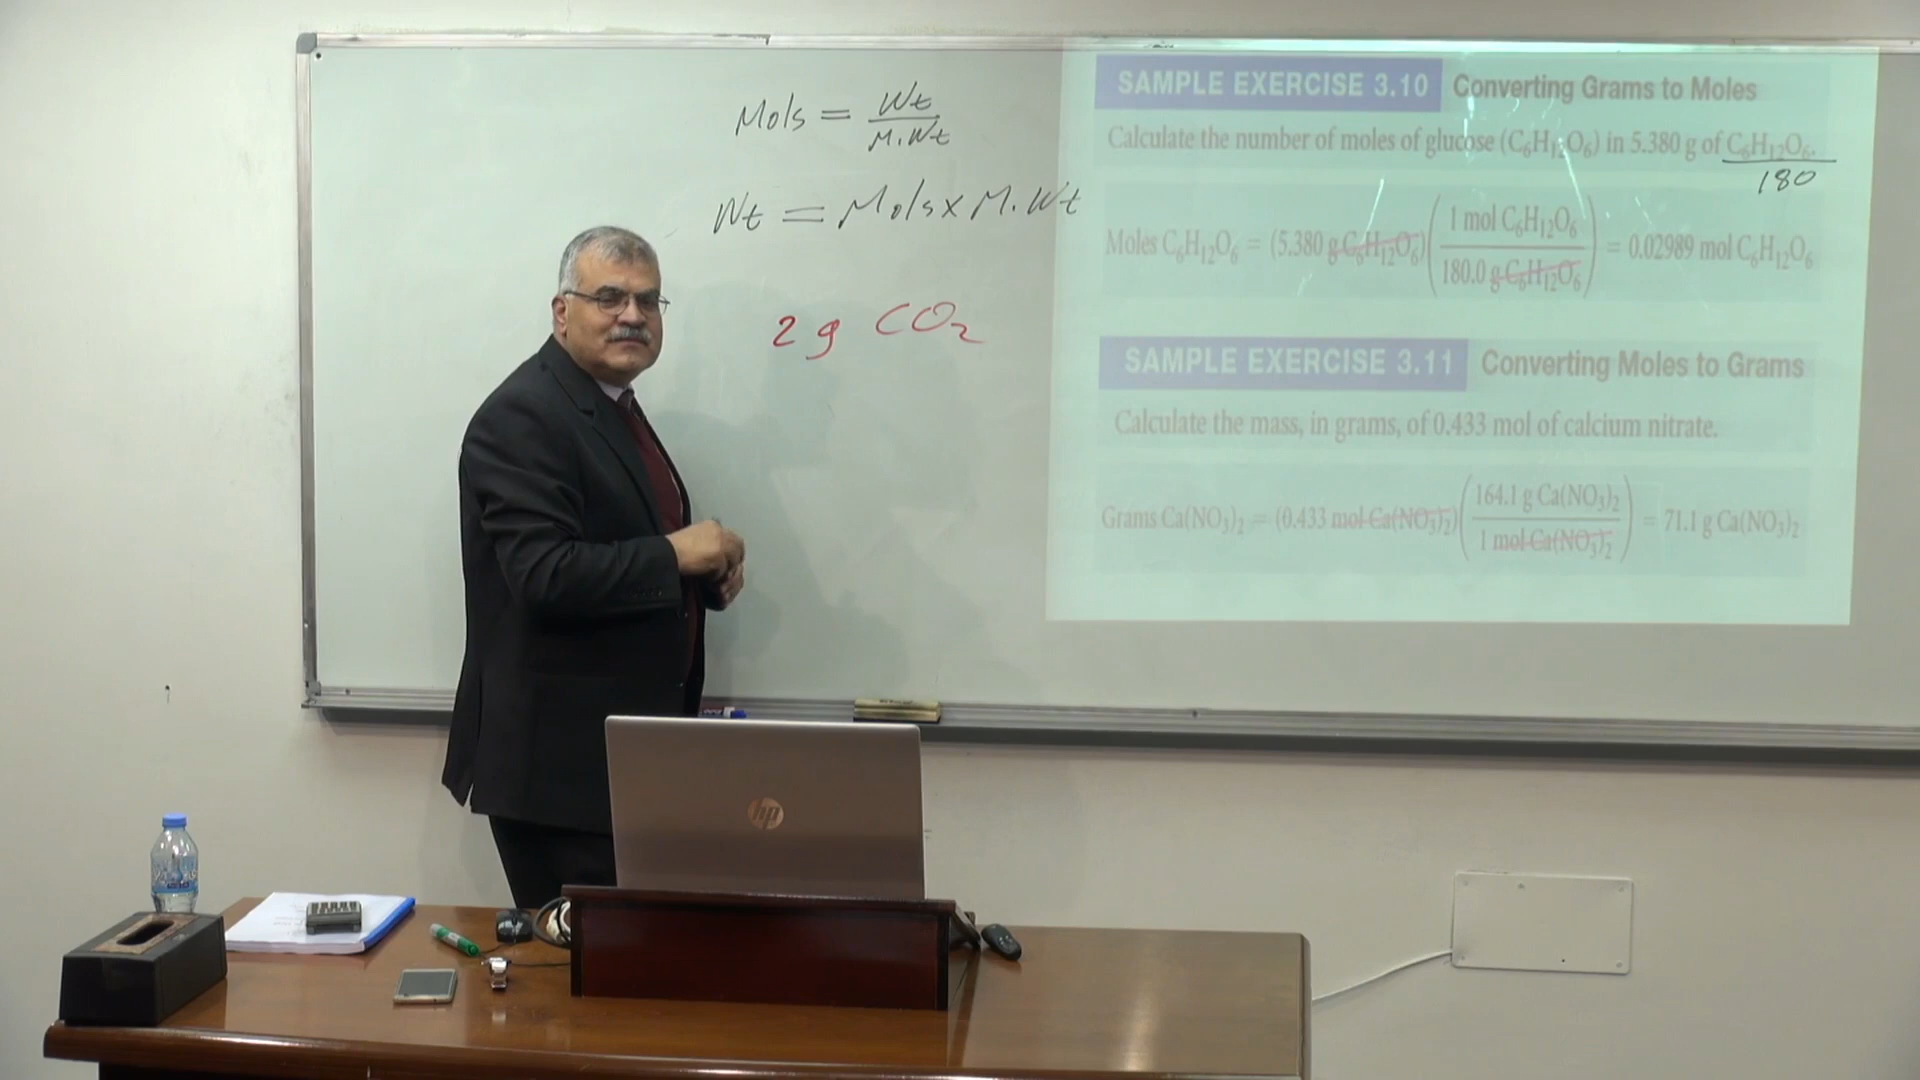 Mols = Wt / M.Wt
Wt = Mols x M.Wt
2 g CO₂
SAMPLE EXERCISE 3.10 Converting Grams to Moles
Calculate the number of moles of glucose (C₆H₁₂O₆) in 5.380 g of C₆H₁₂O₆.
180
Moles C₆H₁₂O₆ = (5.380 g C₆H₁₂O₆) (1 mol C₆H₁₂O₆ / 180.0 g C₆H₁₂O₆) = 0.02989 mol C₆H₁₂O₆
SAMPLE EXERCISE 3.11 Converting Moles to Grams
Calculate the mass, in grams, of 0.433 mol of calcium nitrate.
Grams Ca(NO₃)₂ = (0.433 mol Ca(NO₃)₂) (164.1 g Ca(NO₃)₂ / 1 mol Ca(NO₃)₂) = 71.1 g Ca(NO₃)₂
hp